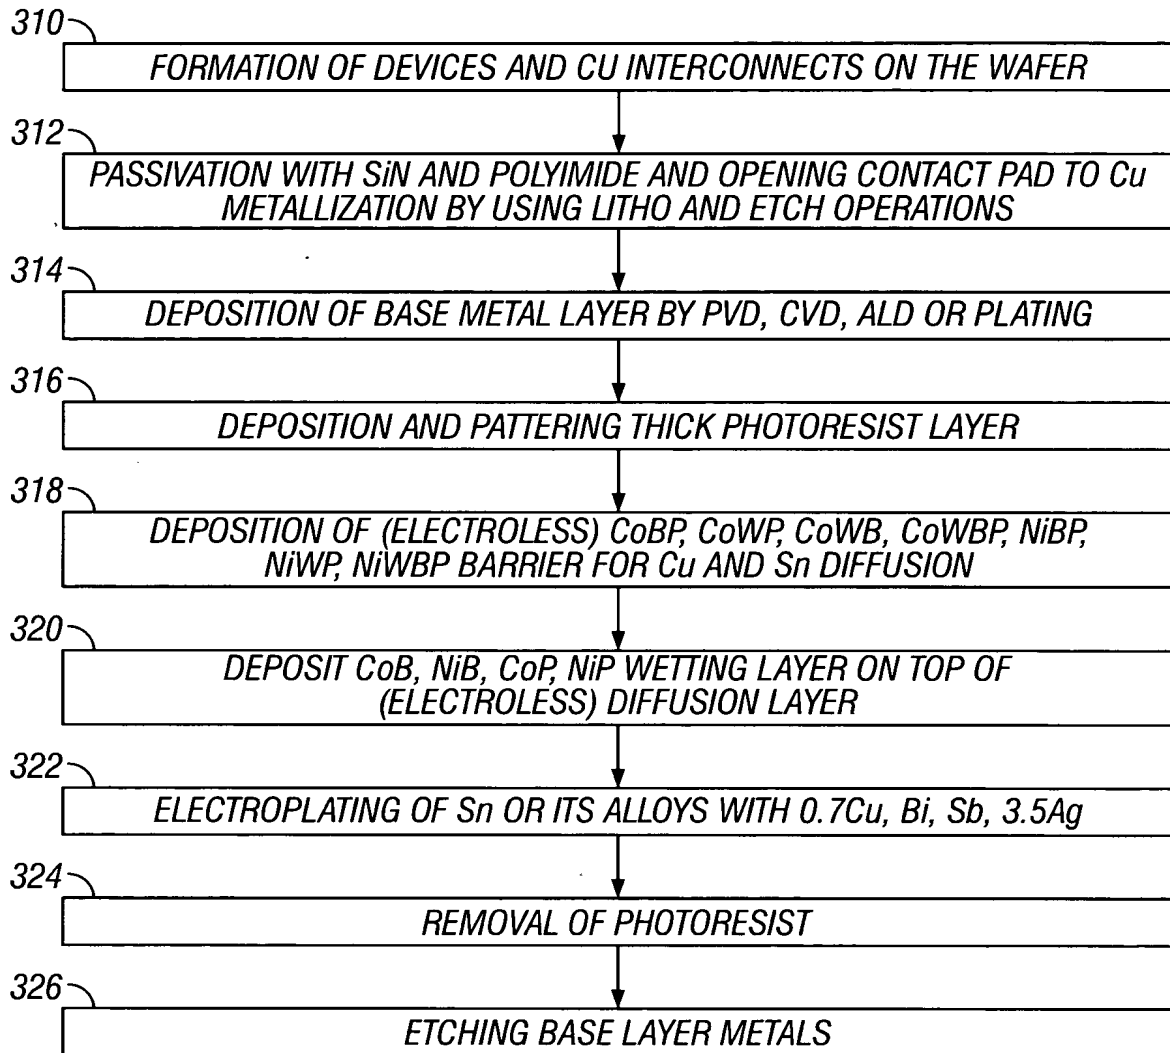 310
FORMATION OF DEVICES AND CU INTERCONNECTS ON THE WAFER
312
PASSIVATION WITH SiN AND POLYIMIDE AND OPENING CONTACT PAD TO Cu
METALLIZATION BY USING LITHO AND ETCH OPERATIONS
314
DEPOSITION OF BASE METAL LAYER BY PVD, CVD, ALD OR PLATING
316
DEPOSITION AND PATTERING THICK PHOTORESIST LAYER
318
DEPOSITION OF (ELECTROLESS) CoBP, CoWP, CoWB, CoWBP, NiBP,
NiWP, NiWBP BARRIER FOR Cu AND Sn DIFFUSION
320
DEPOSIT CoB, NiB, CoP, NiP WETTING LAYER ON TOP OF
(ELECTROLESS) DIFFUSION LAYER
322
ELECTROPLATING OF Sn OR ITS ALLOYS WITH 0.7Cu, Bi, Sb, 3.5Ag
324
REMOVAL OF PHOTORESIST
326
ETCHING BASE LAYER METALS